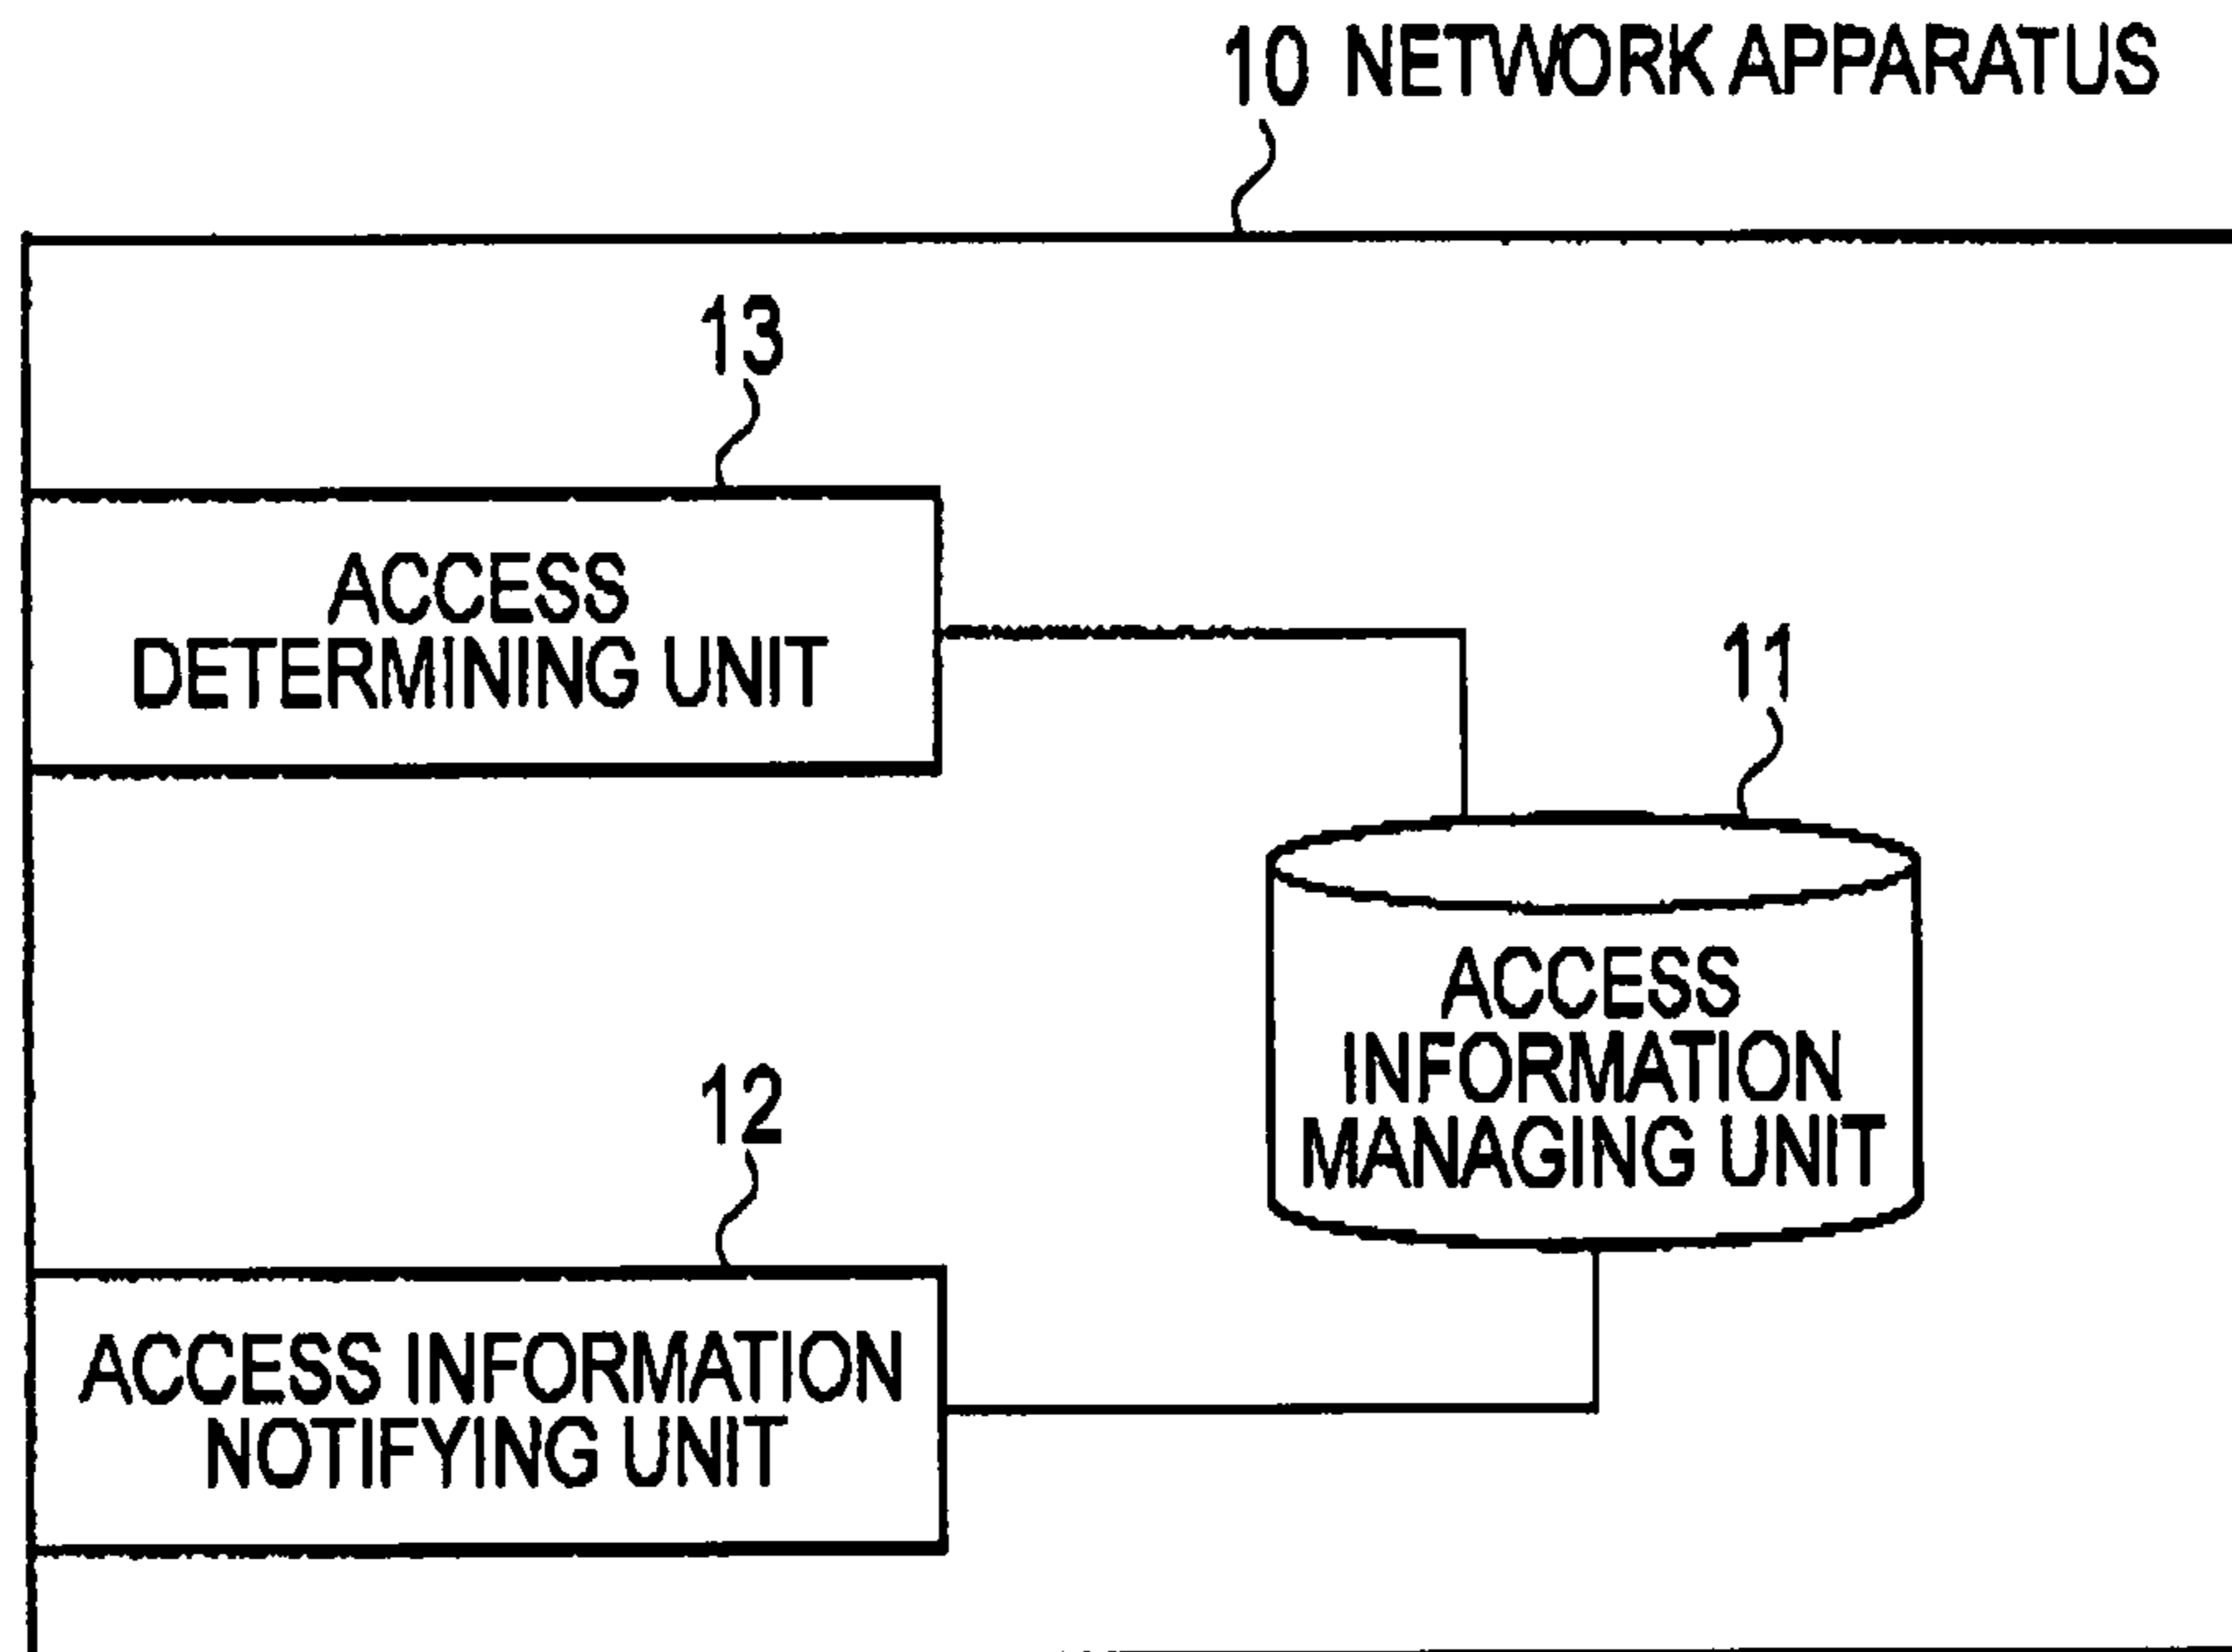 10 NETWORK APPARATUS
13
ACCESS
DETERMINING UNIT
11
ACCESS
INFORMATION
MANAGING UNIT
12
ACCESS INFORMATION
NOTIFYING UNIT